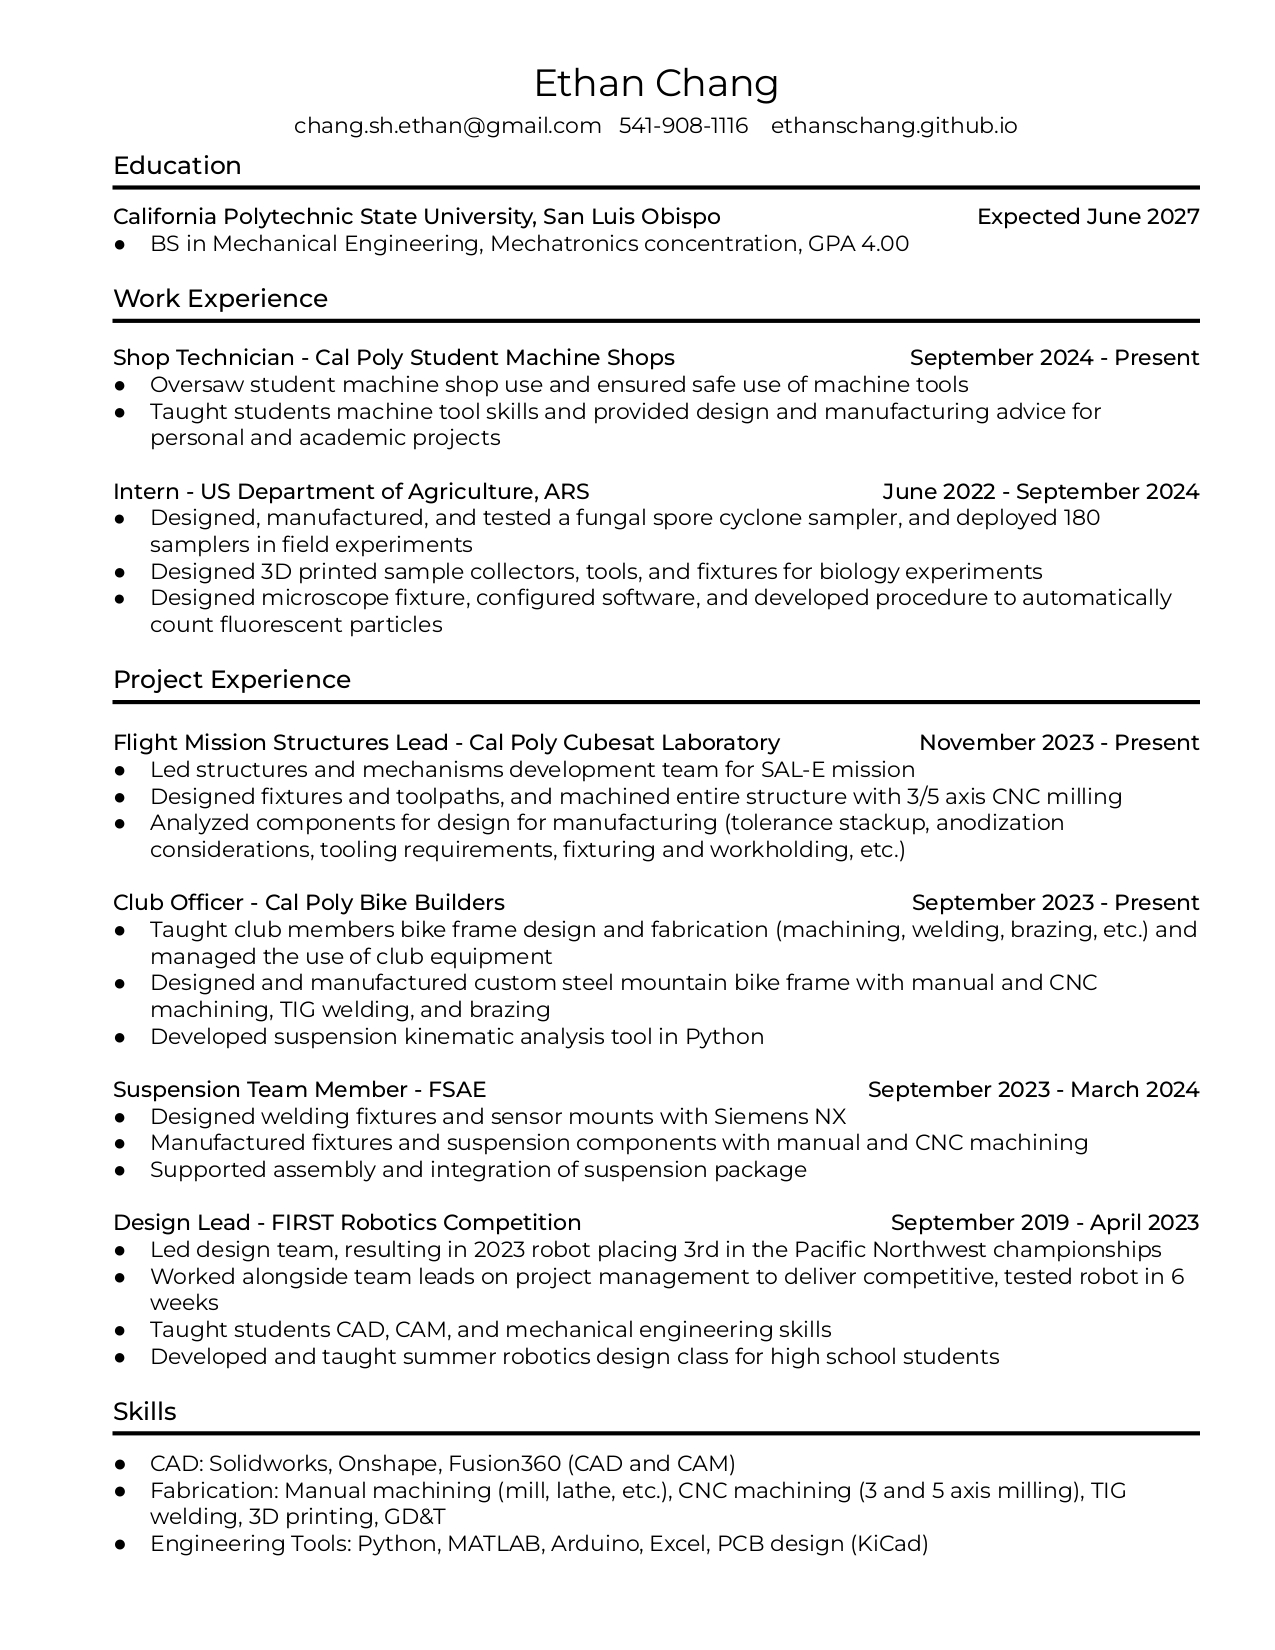 Ethan Chang
chang.sh.ethan@gmail.com 541-908-1116 ethanschang.github.io
Education
California Polytechnic State University, San Luis Obispo Expected June 2027
● BS in Mechanical Engineering, Mechatronics concentration, GPA 4.00
Work Experience
Shop Technician - Cal Poly Student Machine Shops September 2024 - Present
● Oversaw student machine shop use and ensured safe use of machine tools
● Taught students machine tool skills and provided design and manufacturing advice for
personal and academic projects
Intern - US Department of Agriculture, ARS June 2022 - September 2024
● Designed, manufactured, and tested a fungal spore cyclone sampler, and deployed 180
samplers in field experiments
● Designed 3D printed sample collectors, tools, and fixtures for biology experiments
● Designed microscope fixture, configured software, and developed procedure to automatically
count fluorescent particles
Project Experience
Flight Mission Structures Lead - Cal Poly Cubesat Laboratory November 2023 - Present
● Led structures and mechanisms development team for SAL-E mission
● Designed fixtures and toolpaths, and machined entire structure with 3/5 axis CNC milling
● Analyzed components for design for manufacturing (tolerance stackup, anodization
considerations, tooling requirements, fixturing and workholding, etc.)
Club Officer - Cal Poly Bike Builders September 2023 - Present
● Taught club members bike frame design and fabrication (machining, welding, brazing, etc.) and
managed the use of club equipment
● Designed and manufactured custom steel mountain bike frame with manual and CNC
machining, TIG welding, and brazing
● Developed suspension kinematic analysis tool in Python
Suspension Team Member - FSAE September 2023 - March 2024
● Designed welding fixtures and sensor mounts with Siemens NX
● Manufactured fixtures and suspension components with manual and CNC machining
● Supported assembly and integration of suspension package
Design Lead - FIRST Robotics Competition September 2019 - April 2023
● Led design team, resulting in 2023 robot placing 3rd in the Pacific Northwest championships
● Worked alongside team leads on project management to deliver competitive, tested robot in 6
weeks
● Taught students CAD, CAM, and mechanical engineering skills
● Developed and taught summer robotics design class for high school students
Skills
● CAD: Solidworks, Onshape, Fusion360 (CAD and CAM)
● Fabrication: Manual machining (mill, lathe, etc.), CNC machining (3 and 5 axis milling), TIG
welding, 3D printing, GD&T
● Engineering Tools: Python, MATLAB, Arduino, Excel, PCB design (KiCad)